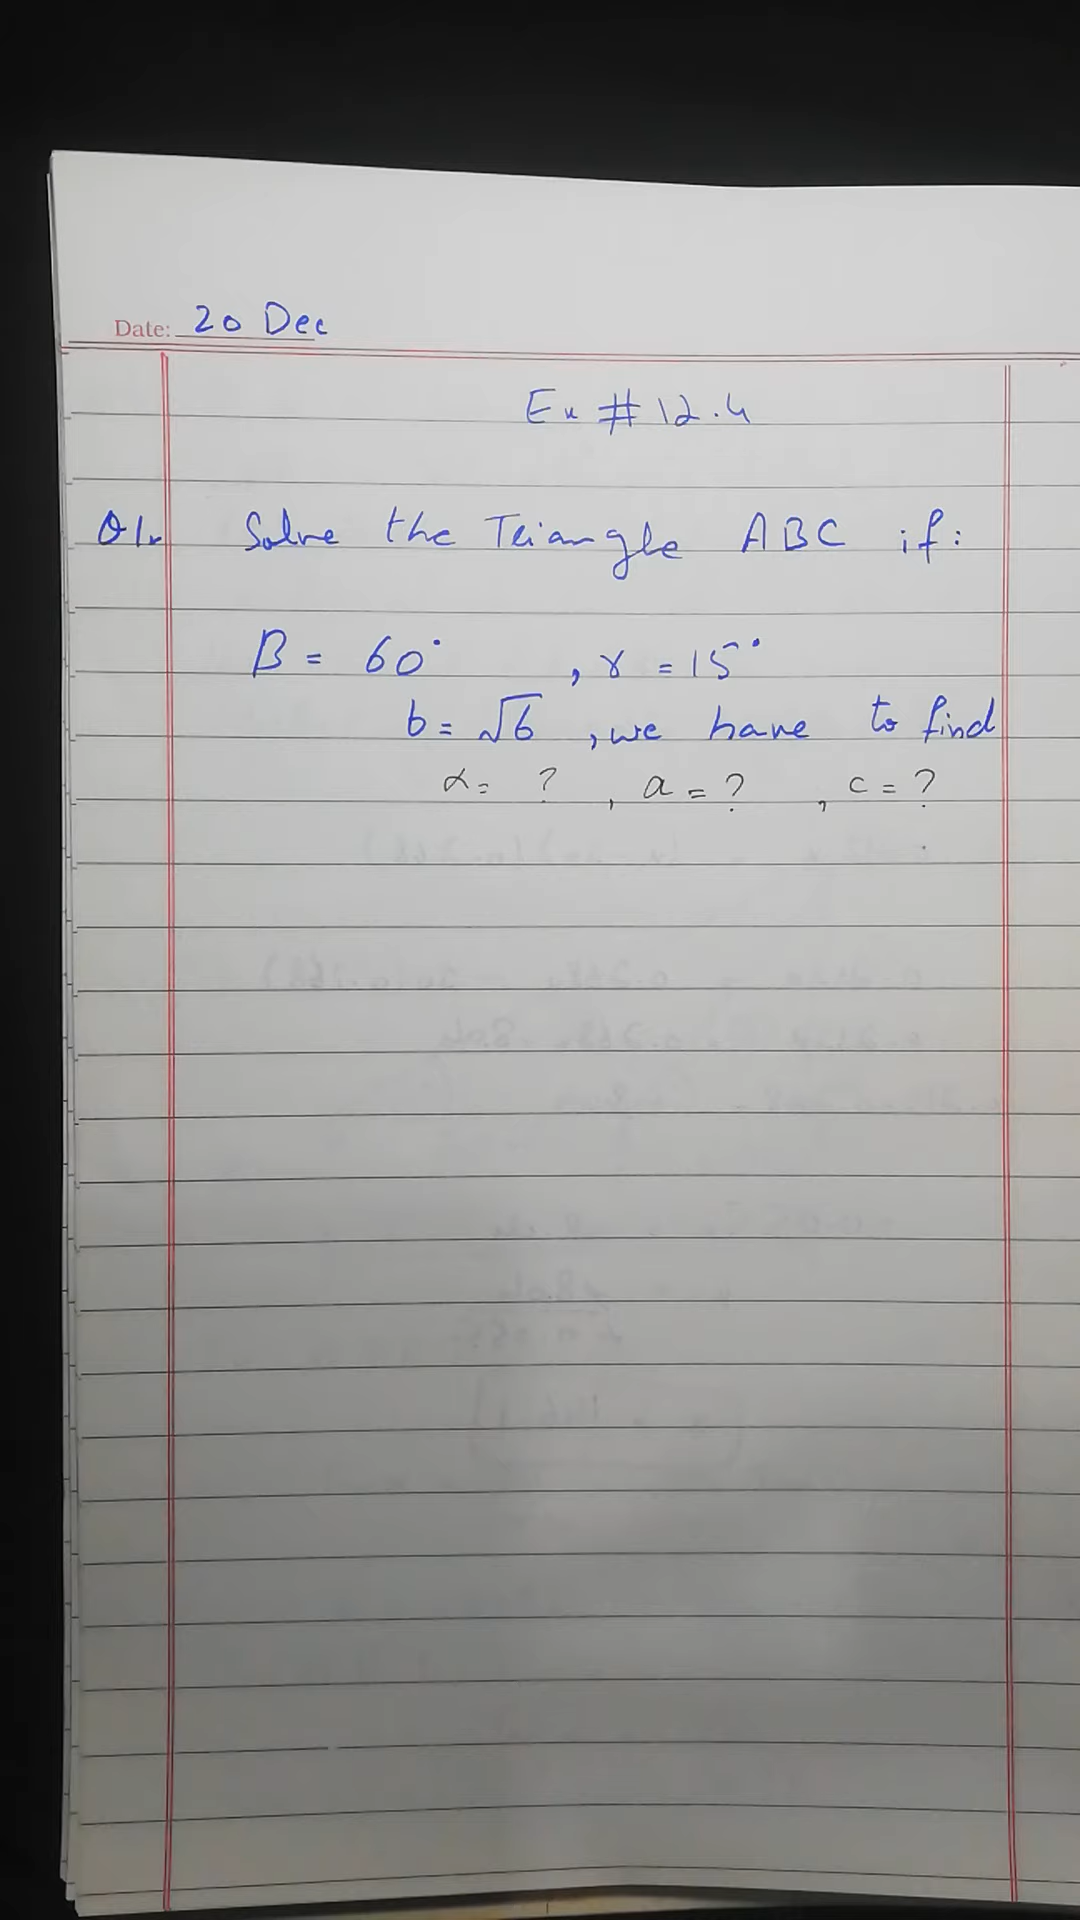 Date: 20 Dec
Ex # 12.4
Q1. Solve the Triangle ABC if:
β = 60° , γ = 15°
b = √6 , we have to find
α = ? , a = ? , c = ?